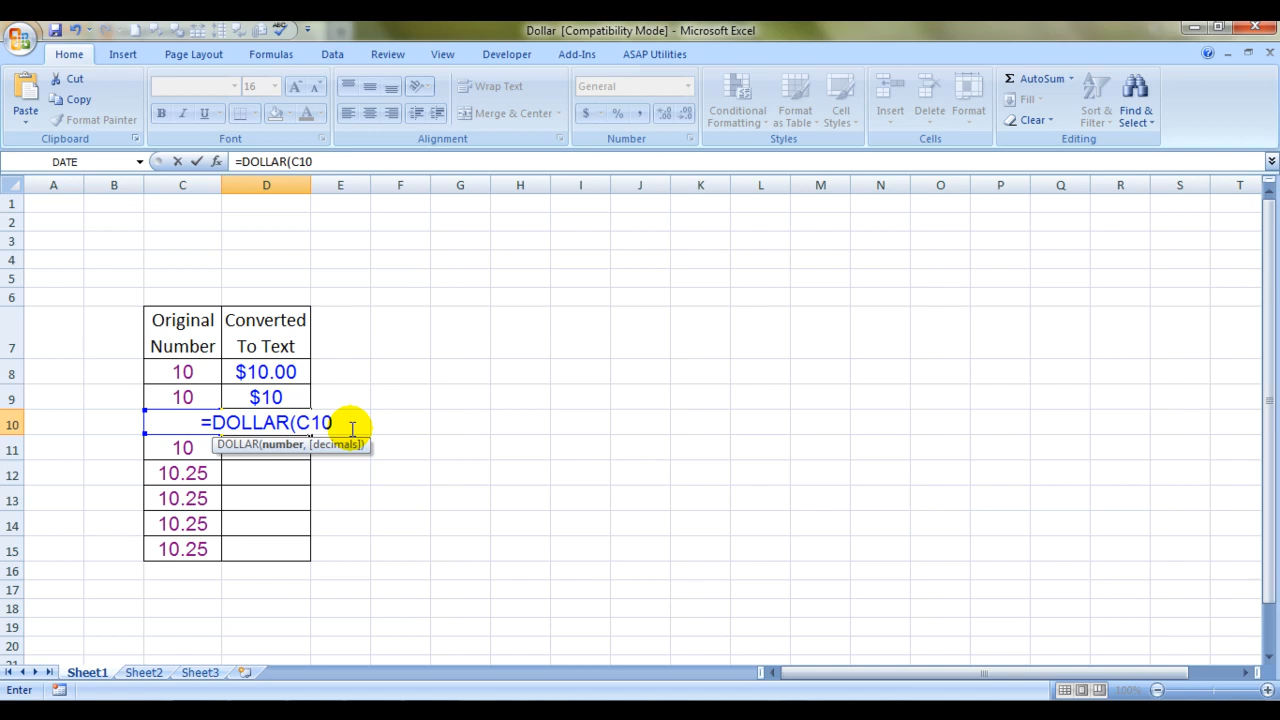 Dollar [Compatibility Mode] - Microsoft Excel
Home Insert Page Layout Formulas Data Review View Developer Add-Ins ASAP Utilities
Paste
Cut
Copy
Format Painter
16
A A
B I U
A
Wrap Text
Merge & Center
General
$ % ,
Conditional Formatting
Format as Table
Cell Styles
Insert Delete Format
Σ AutoSum
Fill
Clear
Sort & Filter
Find & Select
Clipboard Font Alignment Number Styles Cells Editing
DATE fx =DOLLAR(C10
A B C D E F G H I J K L M N O P Q R S T
1
2
3
4
5
6
7 Original Number Converted To Text
8 10 $10.00
9 10 $10
10 =DOLLAR(C10
DOLLAR(number, [decimals])
11 10
12 10.25
13 10.25
14 10.25
15 10.25
16
17
18
19
20
21
Sheet1 Sheet2 Sheet3
Enter 100%